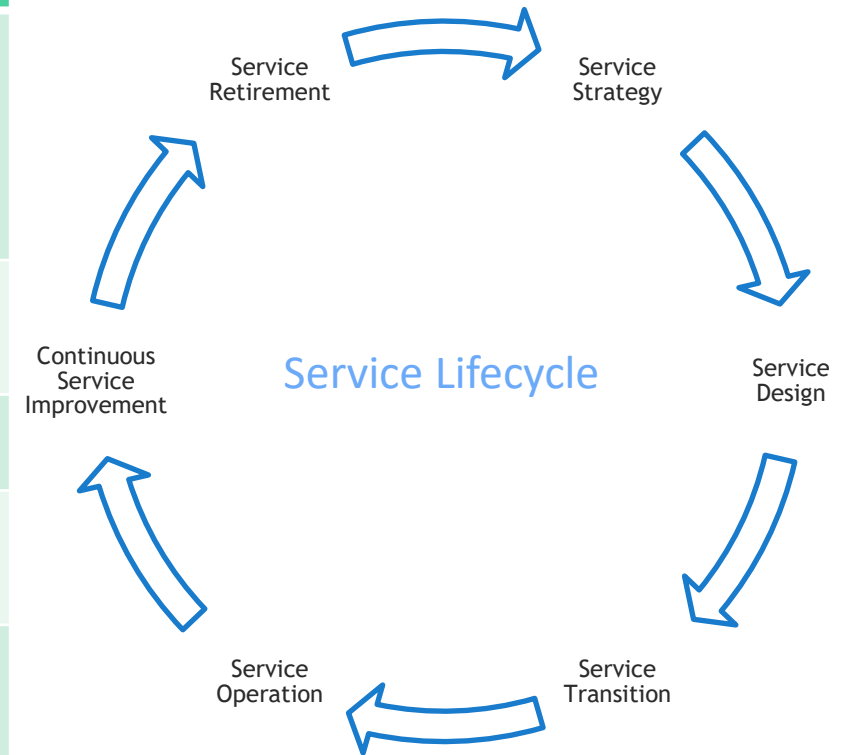 Service
Retirement
Service
Strategy
Continuous
Service
Improvement
Service Lifecycle
Service
Design
Service
Operation
Service
Transition